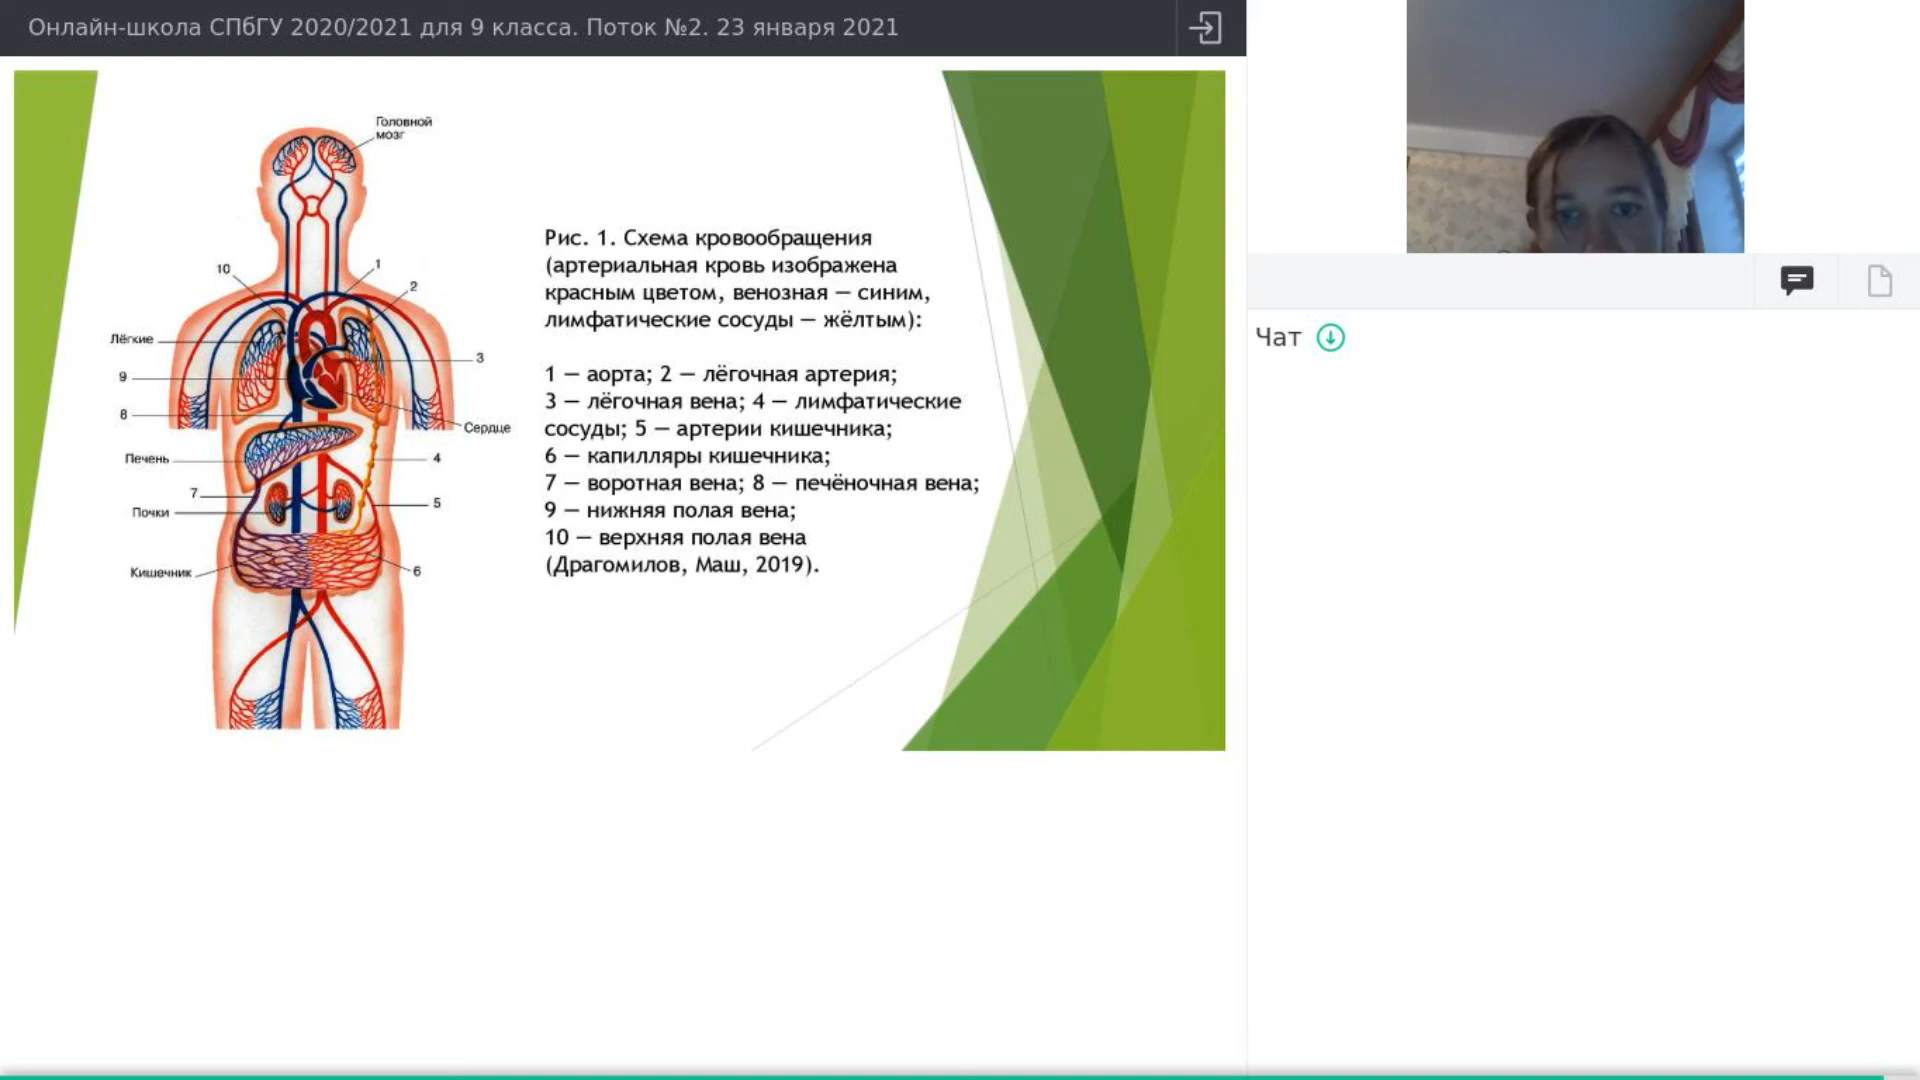 Онлайн-школа СПбГУ 2020/2021 для 9 класса. Поток №2. 23 января 2021
Головной
мозг
10
1
2
Лёгкие
3
9
8
Сердце
Печень
4
7
5
Почки
Кишечник
6
Рис. 1. Схема кровообращения
(артериальная кровь изображена
красным цветом, венозная — синим,
лимфатические сосуды — жёлтым):
1 — аорта; 2 — лёгочная артерия;
3 — лёгочная вена; 4 — лимфатические
сосуды; 5 — артерии кишечника;
6 — капилляры кишечника;
7 — воротная вена; 8 — печёночная вена;
9 — нижняя полая вена;
10 — верхняя полая вена
(Драгомилов, Маш, 2019).
Чат